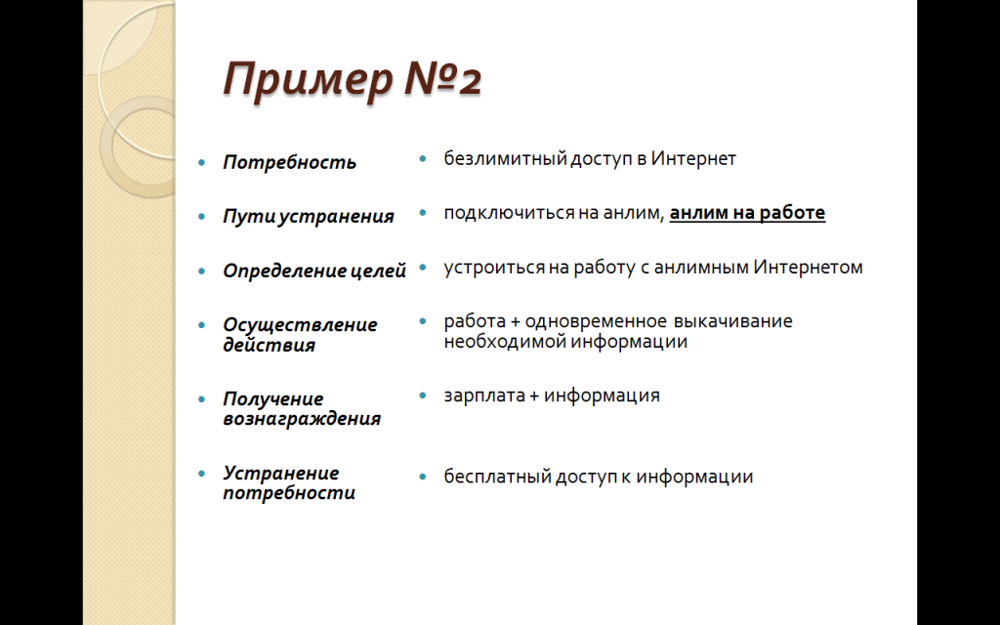 Пример №2
Потребность
безлимитный доступ в Интернет
Пути устранения
подключиться на анлим, анлим на работе
Определение целей
устроиться на работу с анлимным Интернетом
Осуществление
действия
работа + одновременное выкачивание
необходимой информации
Получение
вознаграждения
зарплата + информация
Устранение
потребности
бесплатный доступ к информации